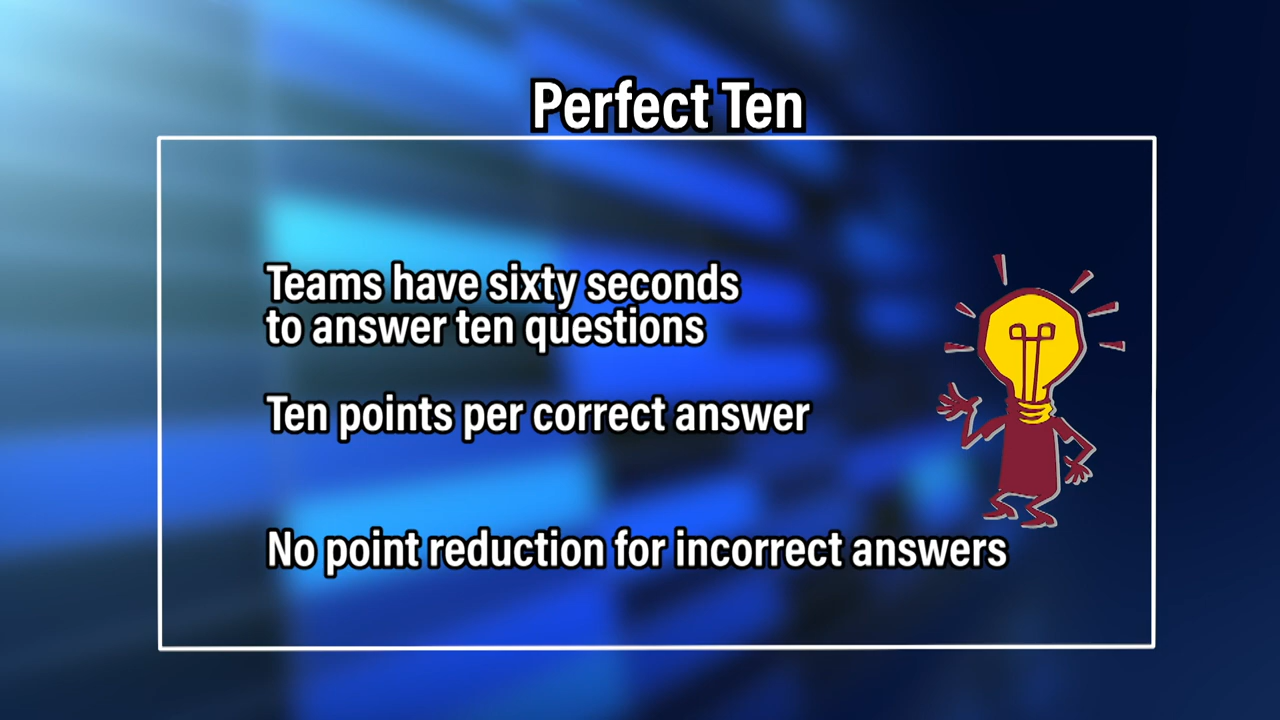 Perfect Ten
Teams have sixty seconds
to answer ten questions
Ten points per correct answer
No point reduction for incorrect answers